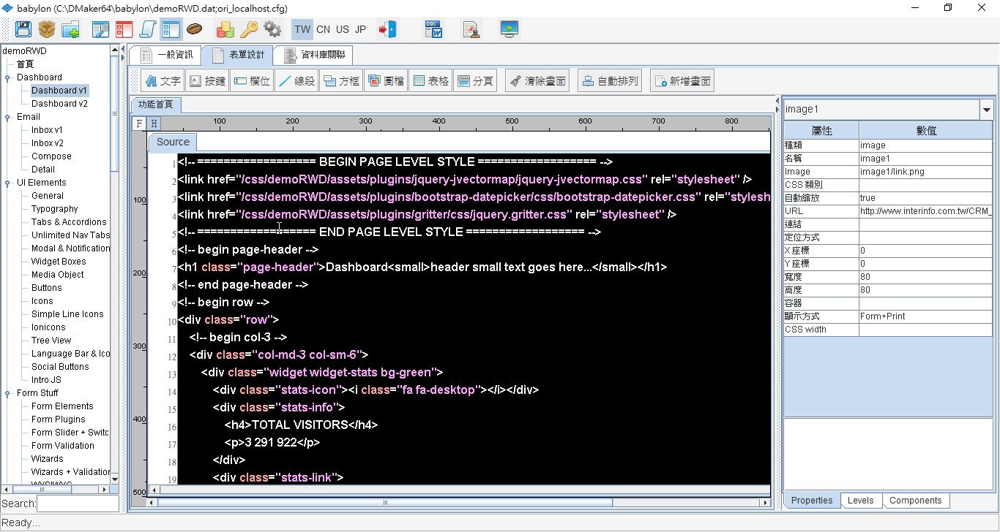 babylon (C:\DMaker64\babylon\demoRWD.dat;ori_localhost.cfg)
TW CN US JP
demoRWD
首頁
Dashboard
Dashboard v1
Dashboard v2
Email
Inbox v1
Inbox v2
Compose
Detail
UI Elements
General
Typography
Tabs & Accordions
Unlimited Nav Tabs
Modal & Notification
Widget Boxes
Media Object
Buttons
Icons
Simple Line Icons
Ionicons
Tree View
Language Bar & Ico
Social Buttons
Intro JS
Form Stuff
Form Elements
Form Plugins
Form Slider + Switc
Form Validation
Wizards
Wizards + Validation
WYSIWYG
Search:
Ready...
一般資訊 表單設計 資料庫關聯
文字 按鍵 欄位 線段 方框 圖檔 表格 分頁 清除畫面 自動排列 新增畫面
功能首頁
F H 100 200 300 400 500 600 700 800
100
200
300
400
500
Source
1 <!-- ================== BEGIN PAGE LEVEL STYLE ================== -->
2 <link href="/css/demoRWD/assets/plugins/jquery-jvectormap/jquery-jvectormap.css" rel="stylesheet" />
3 <link href="/css/demoRWD/assets/plugins/bootstrap-datepicker/css/bootstrap-datepicker.css" rel="stylesh
4 <link href="/css/demoRWD/assets/plugins/gritter/css/jquery.gritter.css" rel="stylesheet" />
5 <!-- ================== END PAGE LEVEL STYLE ================== -->
6 <!-- begin page-header -->
7 <h1 class="page-header">Dashboard<small>header small text goes here...</small></h1>
8 <!-- end page-header -->
9 <!-- begin row -->
10 <div class="row">
11 <!-- begin col-3 -->
12 <div class="col-md-3 col-sm-6">
13 <div class="widget widget-stats bg-green">
14 <div class="stats-icon"><i class="fa fa-desktop"></i></div>
15 <div class="stats-info">
16 <h4>TOTAL VISITORS</h4>
17 <p>3 291 922</p>
18 </div>
19 <div class="stats-link">
image1
屬性 數值
種類 image
名稱 image1
Image image1/link.png
CSS 類別
自動縮放 true
URL http://www.interinfo.com.tw/CRM_
連結
定位方式
X 座標 0
Y 座標 0
寬度 80
高度 80
容器
顯示方式 Form+Print
CSS width
Properties Levels Components